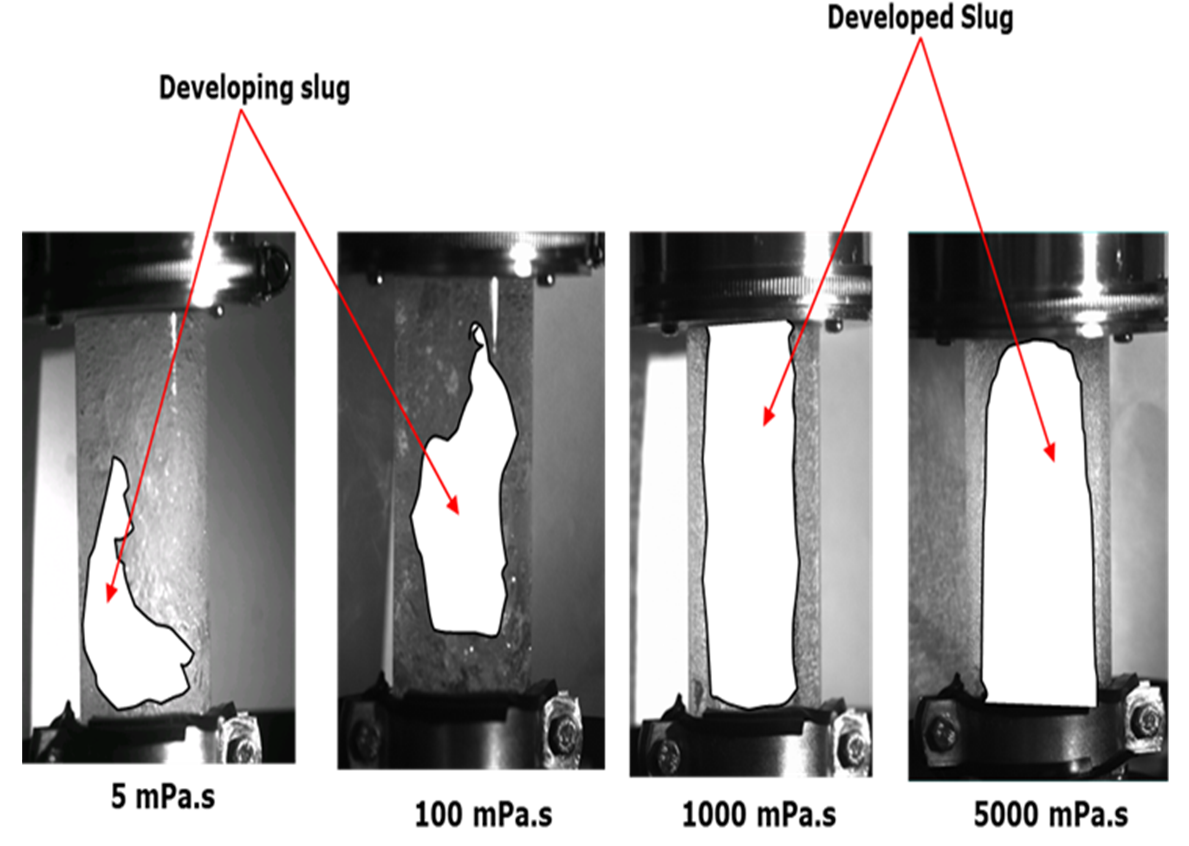 Developed Slug
Developing slug
5 mPa.s
100 mPa.s
1000 mPa.s
5000 mPa.s